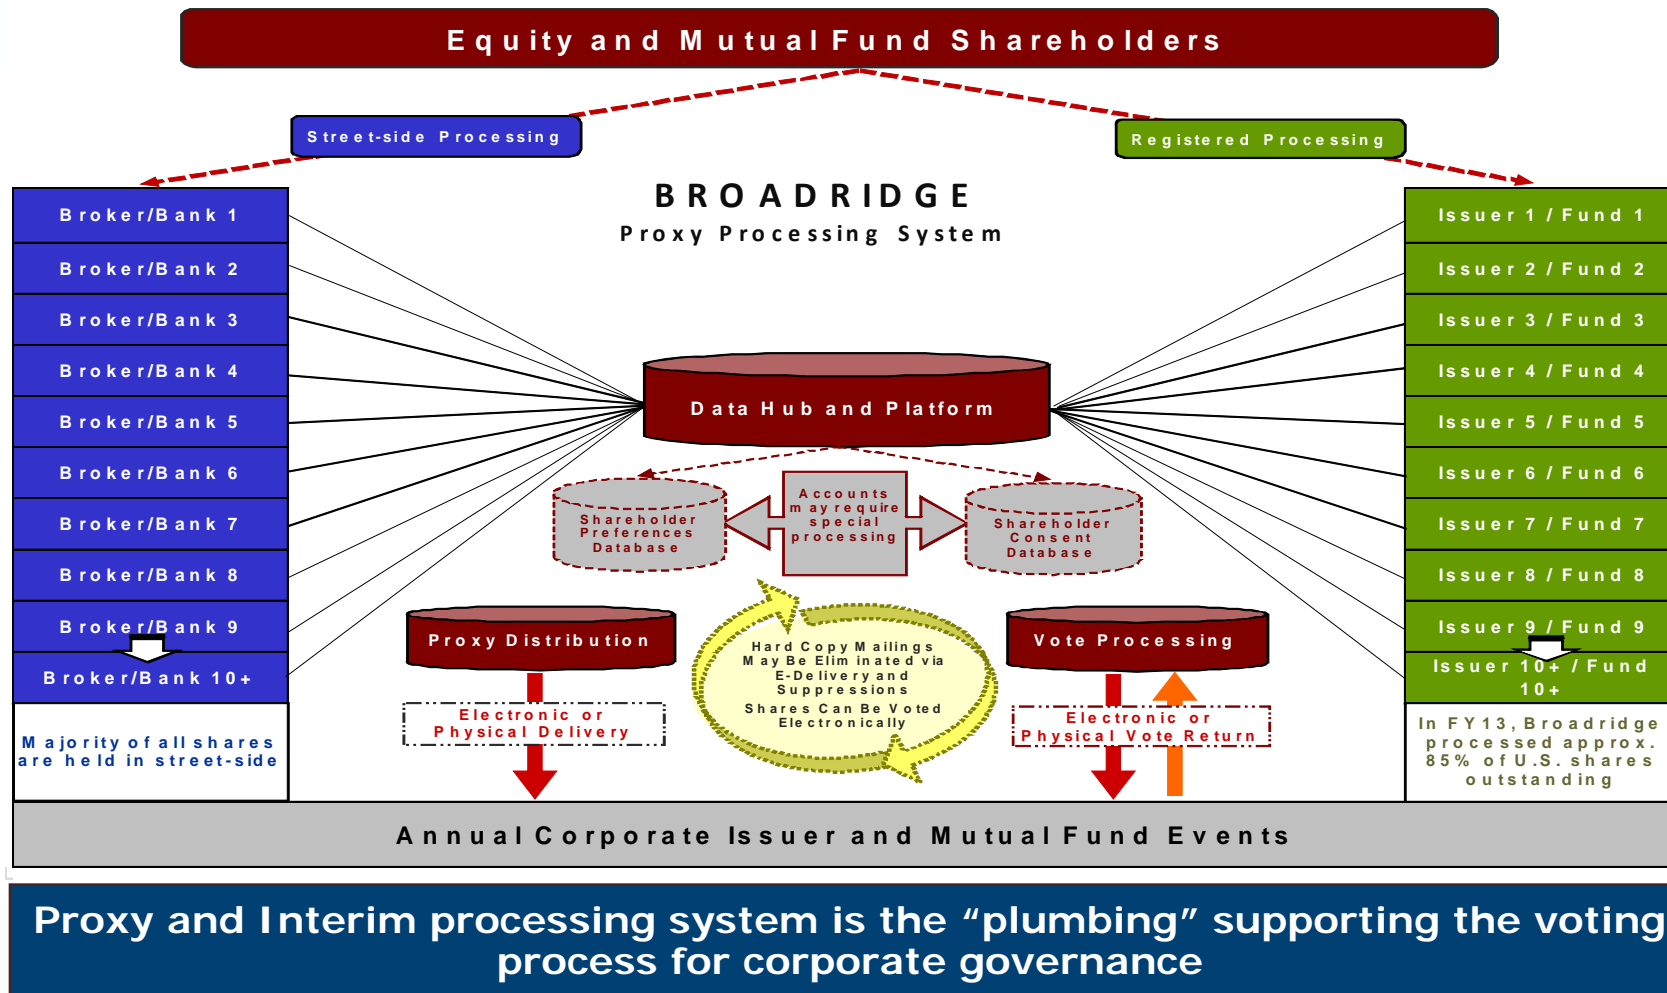 Equity and Mutual Fund Shareholders
Street-side Processing
Registered Processing
BROADRIDGE
Proxy Processing System
Broker/Bank 1
Broker/Bank 2
Broker/Bank 3
Broker/Bank 4
Broker/Bank 5
Broker/Bank 6
Broker/Bank 7
Broker/Bank 8
Broker/Bank 9
Broker/Bank 10+
Majority of all shares
are held in street-side
Data Hub and Platform
Shareholder
Preferences
Database
Accounts
may require
special
processing
Shareholder
Consent
Database
Proxy Distribution
Electronic or
Physical Delivery
Hard Copy Mailings
May Be Eliminated via
E-Delivery and
Suppressions
Shares Can Be Voted
Electronically
Vote Processing
Electronic or
Physical Vote Return
Issuer 1 / Fund 1
Issuer 2 / Fund 2
Issuer 3 / Fund 3
Issuer 4 / Fund 4
Issuer 5 / Fund 5
Issuer 6 / Fund 6
Issuer 7 / Fund 7
Issuer 8 / Fund 8
Issuer 9 / Fund 9
Issuer 10+ / Fund
10+
In FY13, Broadridge
processed approx.
85% of U.S. shares
outstanding
Annual Corporate Issuer and Mutual Fund Events
Proxy and Interim processing system is the “plumbing” supporting the voting
process for corporate governance